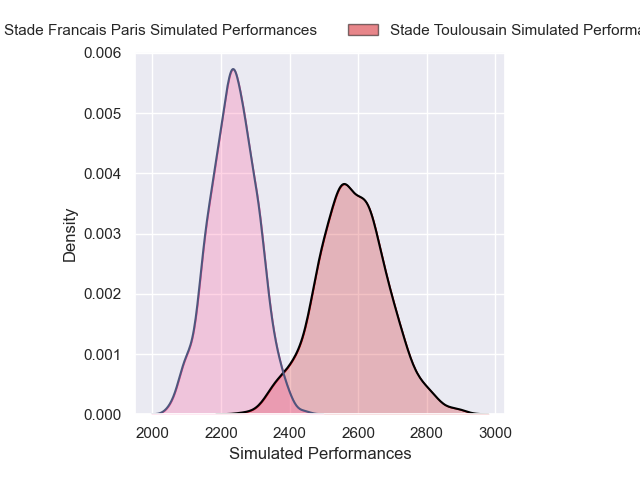 Stade Francais Paris Simulated Performances
Stade Toulousain Simulated
0.006
0.005
0.004
0.003
0.002
0.001
0.000
Density
2000 2200 2400 2600 2800 3000
Simulated Performances